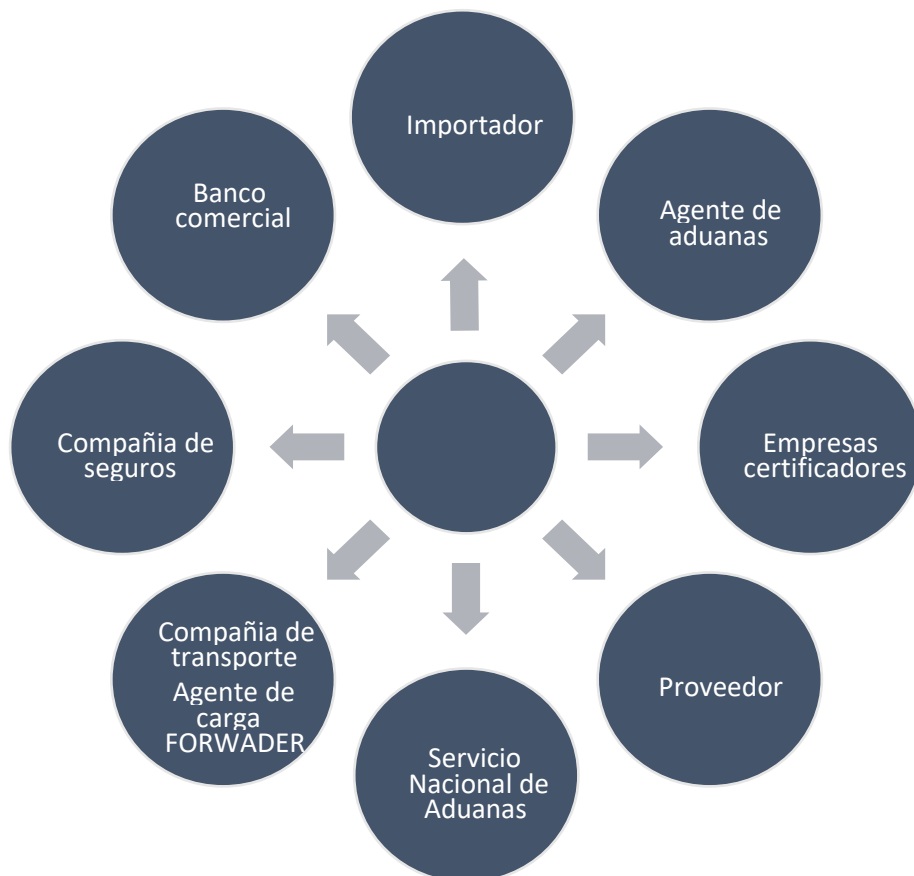 Importador
Agente de
aduanas
Empresas
certificadores
Proveedor
Servicio
Nacional de
Aduanas
Compañia de
transporte
Agente de
carga
FORWADER
Compañia de
seguros
Banco
comercial